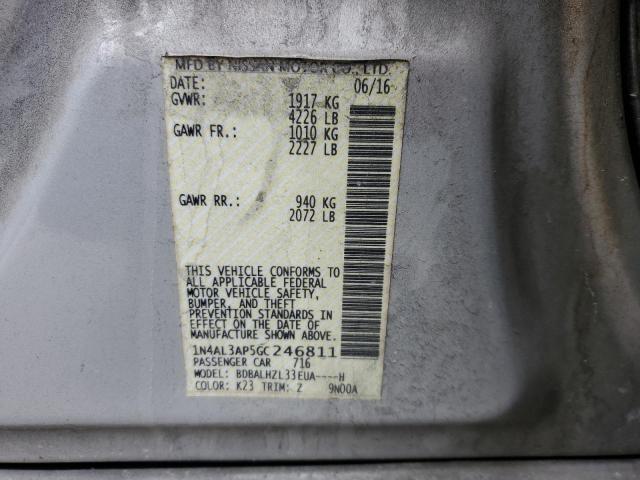 MFD BY NISSAN MOTOR CO., LTD.
DATE: 06/16
GVWR: 1917 KG
4226 LB
GAWR FR.: 1010 KG
2227 LB
GAWR RR.: 940 KG
2072 LB
THIS VEHICLE CONFORMS TO
ALL APPLICABLE FEDERAL
MOTOR VEHICLE SAFETY,
BUMPER, AND THEFT
PREVENTION STANDARDS IN
EFFECT ON THE DATE OF
MANUFACTURE SHOWN ABOVE.
1N4AL3AP5GC246811
PASSENGER CAR 716
MODEL: BDBALHZL33EUA----H
COLOR: K23 TRIM: Z 9N00A